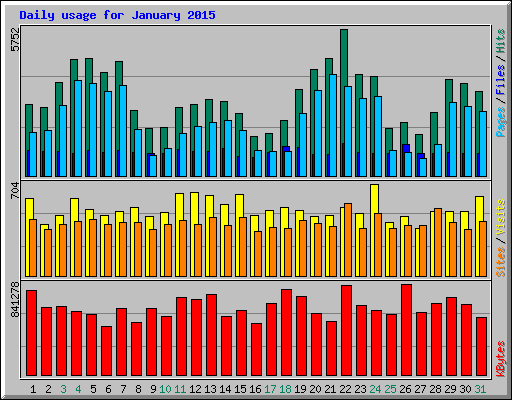 Daily usage for January 2015
5752
Pages / Files / Hits
704
Sites / Visits
841278
KBytes
1 2 3 4 5 6 7 8 9 10 11 12 13 14 15 16 17 18 19 20 21 22 23 24 25 26 27 28 29 30 31